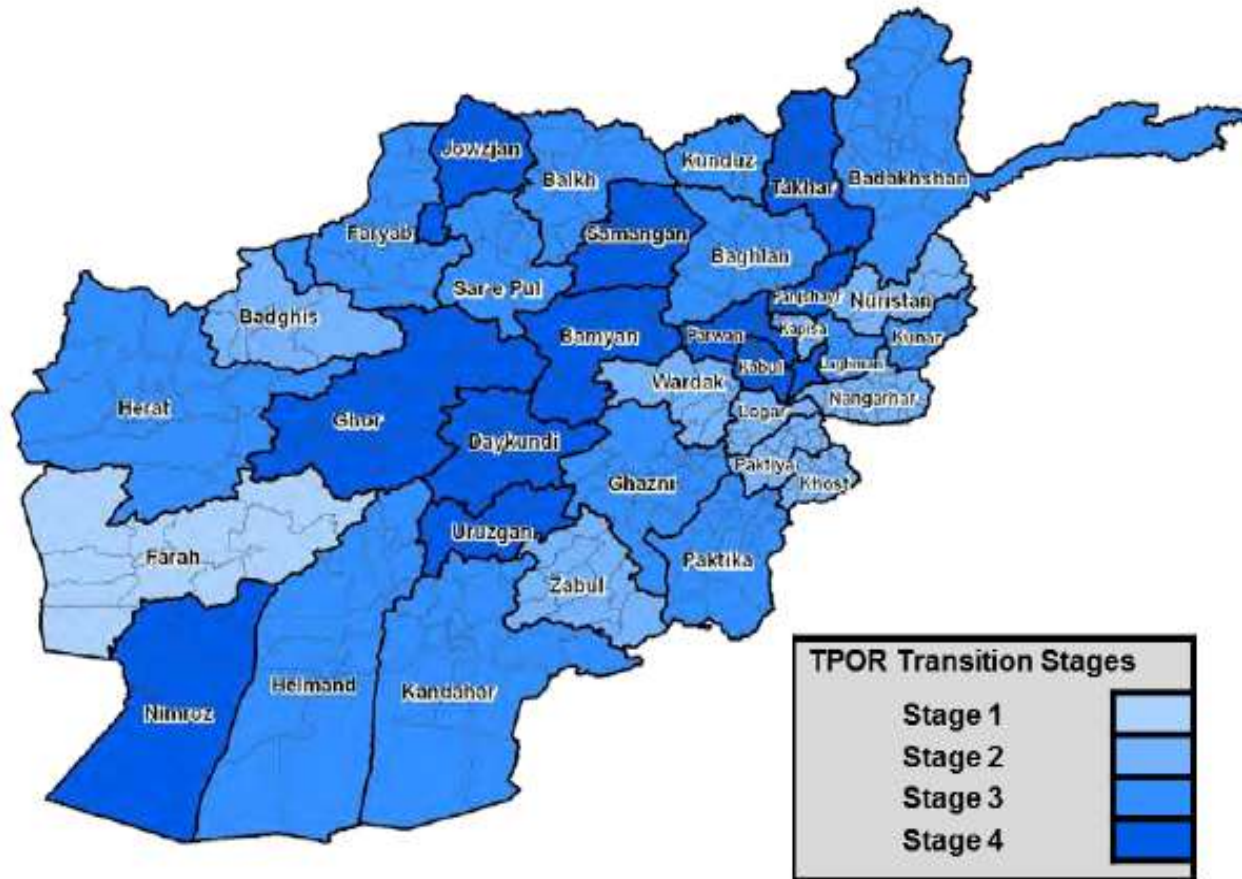 Jowzjan
Balkh
Kunduz
Takhar
Badakhshan
Faryab
Samangan
Baghlan
Sar-e Pul
Panjshayr
Nuristan
Badghis
Bamyan
Parwan
Kapisa
Kunar
Laghman
Kabul
Wardak
Nangarhar
Herat
Ghor
Logar
Daykundi
Paktiya
Khost
Ghazni
Uruzgan
Farah
Paktika
Zabul
Helmand
Kandahar
Nimroz
TPOR Transition Stages
Stage 1
Stage 2
Stage 3
Stage 4